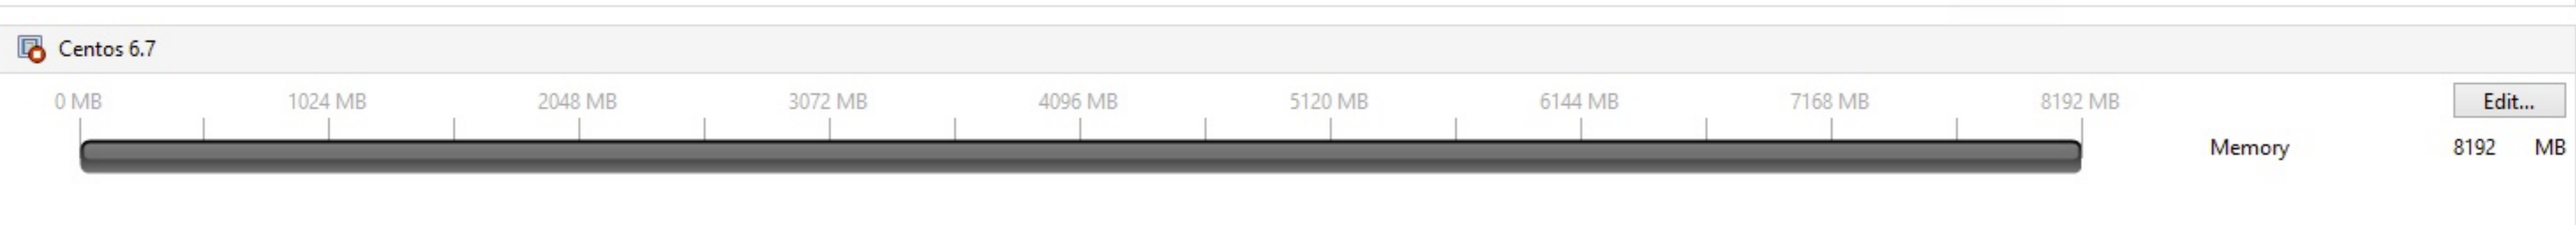 Centos 6.7
0 MB 1024 MB 2048 MB 3072 MB 4096 MB 5120 MB 6144 MB 7168 MB 8192 MB Edit...
Memory 8192 MB